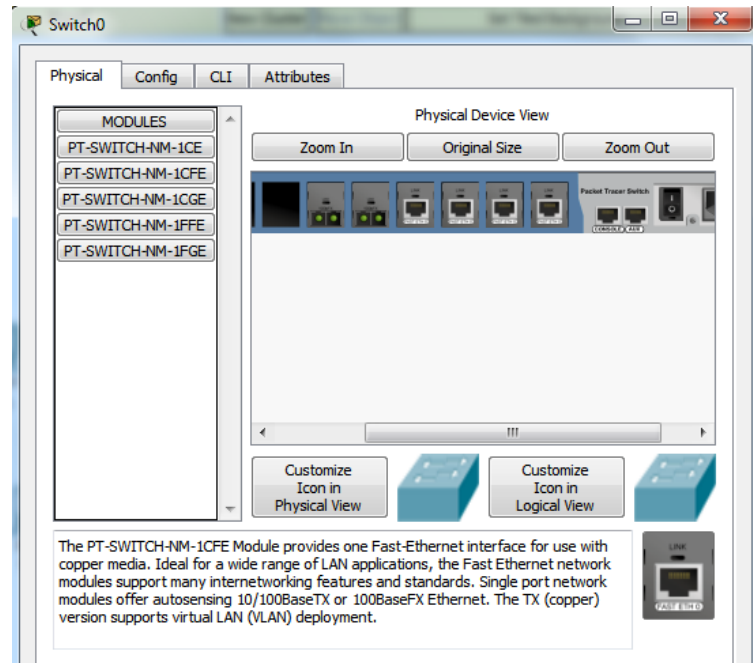 Switch0
Physical
Config
CLI
Attributes
MODULES
PT-SWITCH-NM-1CE
PT-SWITCH-NM-1CFE
PT-SWITCH-NM-1CGE
PT-SWITCH-NM-1FFE
PT-SWITCH-NM-1FGE
Physical Device View
Zoom In
Original Size
Zoom Out
Packet Tracer Switch
CONSOLE
AUX
Customize
Icon in
Physical View
Customize
Icon in
Logical View
The PT-SWITCH-NM-1CFE Module provides one Fast-Ethernet interface for use with
copper media. Ideal for a wide range of LAN applications, the Fast Ethernet network
modules support many internetworking features and standards. Single port network
modules offer autosensing 10/100BaseTX or 100BaseFX Ethernet. The TX (copper)
version supports virtual LAN (VLAN) deployment.
LINK
FAST ETH 0